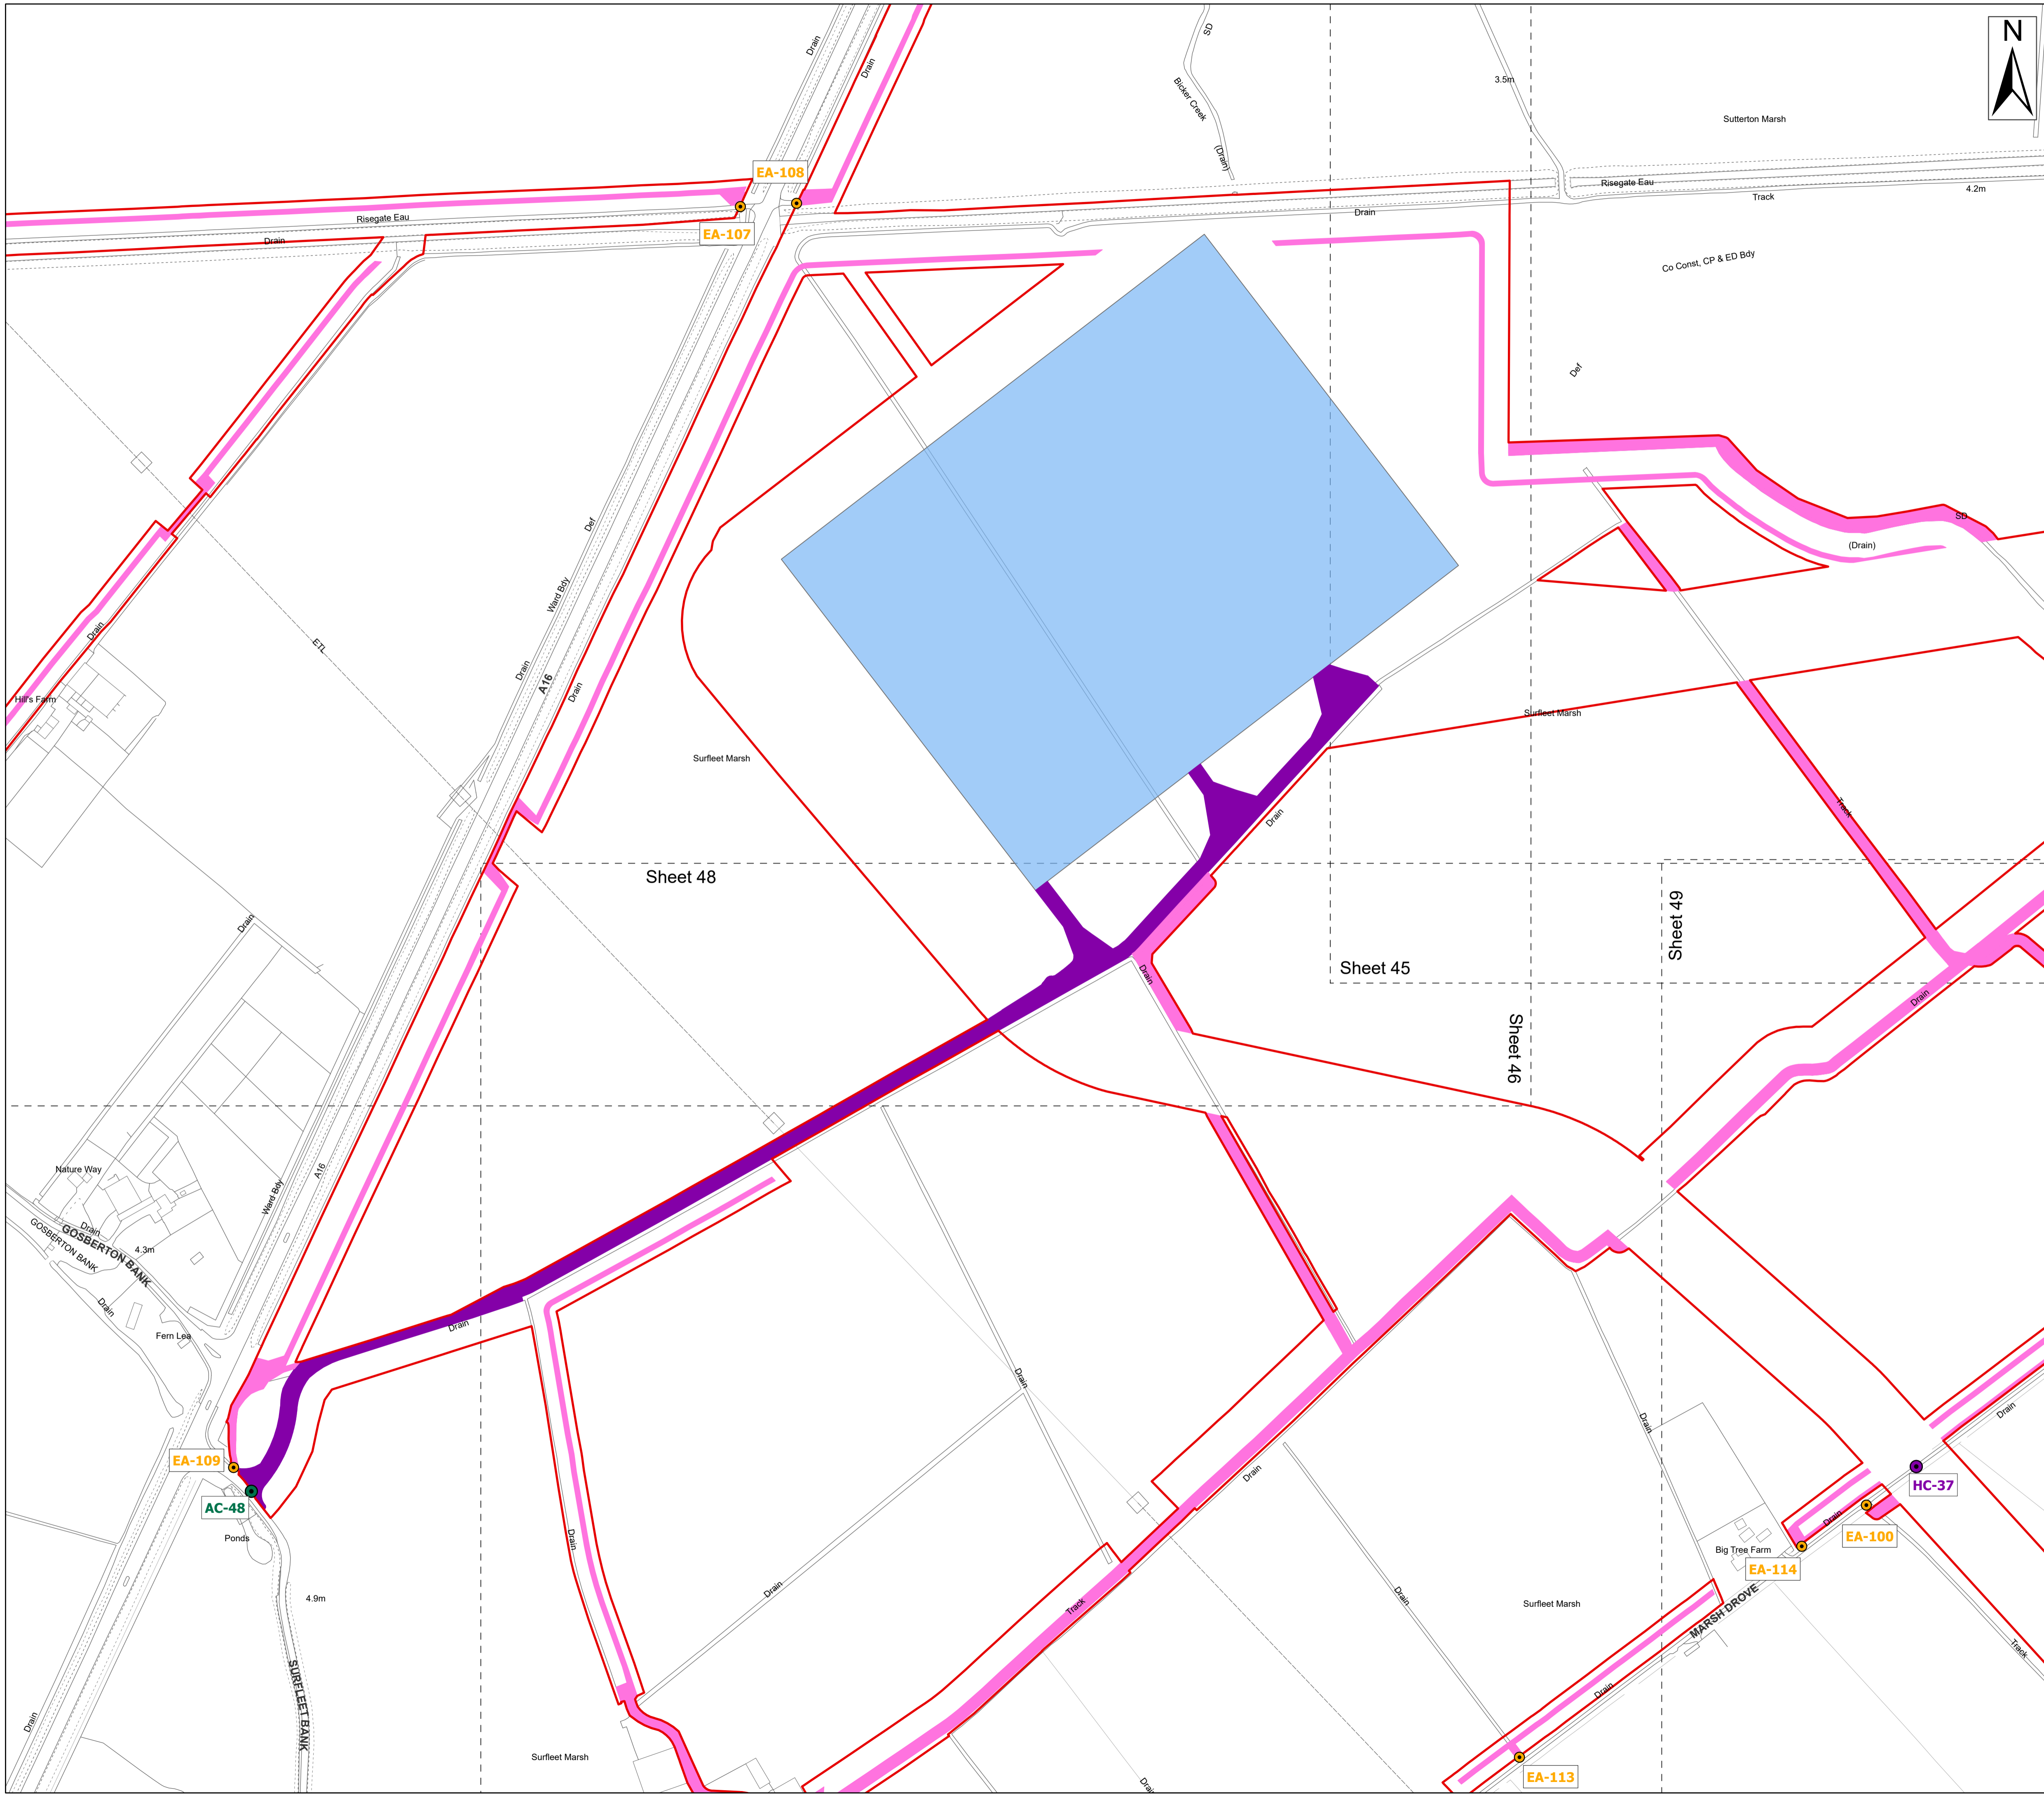 N
Drain
SD
Drain
Bicker Creek
3.5m
Sutterton Marsh
(Drain)
EA-108
Risegate Eau
Track
4.2m
Risegate Eau
EA-107
Drain
Drain
Co Const, CP & ED Bdy
Def
Def
SD
(Drain)
Ward Bdy
Drain
ETL
Drain
A16
Drain
Hill's Farm
Surfleet Marsh
Surfleet Marsh
Track
Drain
Sheet 48
Drain
Sheet 49
Sheet 45
Drain
Drain
Sheet 46
Nature Way
A16
Ward Bdy
Drain
GOSBERTON BANK
GOSBERTON BANK
4.3m
Drain
Fern Lea
Drain
Drain
Drain
Drain
EA-109
Drain
HC-37
AC-48
Drain
EA-100
Ponds
Drain
Big Tree Farm
EA-114
Drain
Drain
4.9m
Track
Surfleet Marsh
MARSH DROVE
Track
SURFLEET BANK
Drain
Drain
Surfleet Marsh
EA-113
Drain